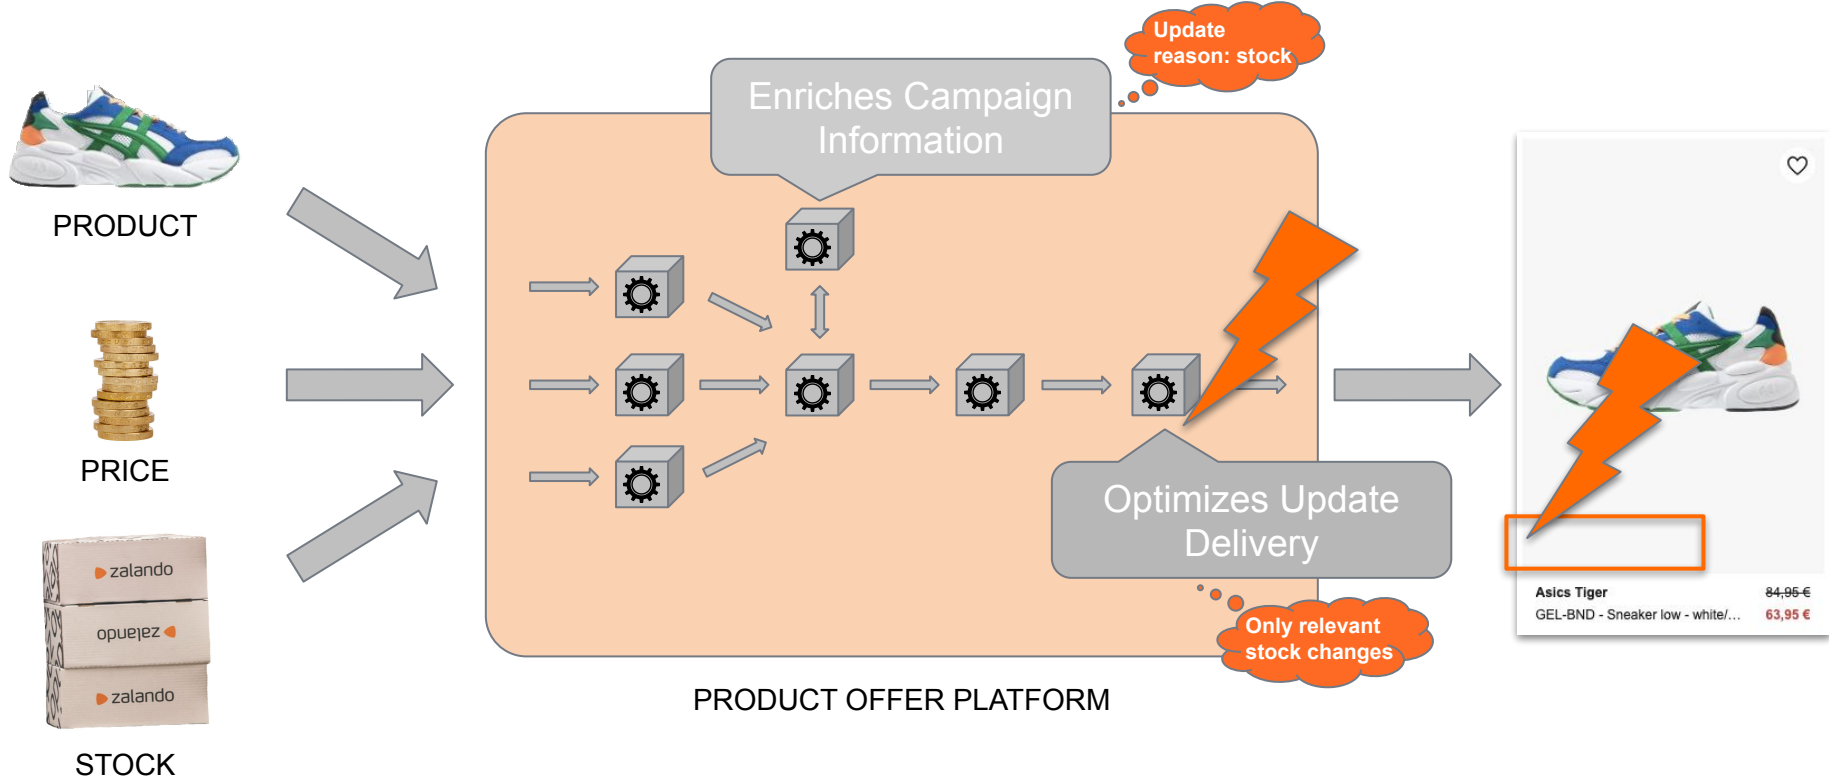 Update
reason: stock
Enriches Campaign
Information
PRODUCT
PRICE
zalando
zalando
zalando
STOCK
Optimizes Update
Delivery
Only relevant
stock changes
PRODUCT OFFER PLATFORM
Asics Tiger 84,95 €
GEL-BND - Sneaker low - white/... 63,95 €